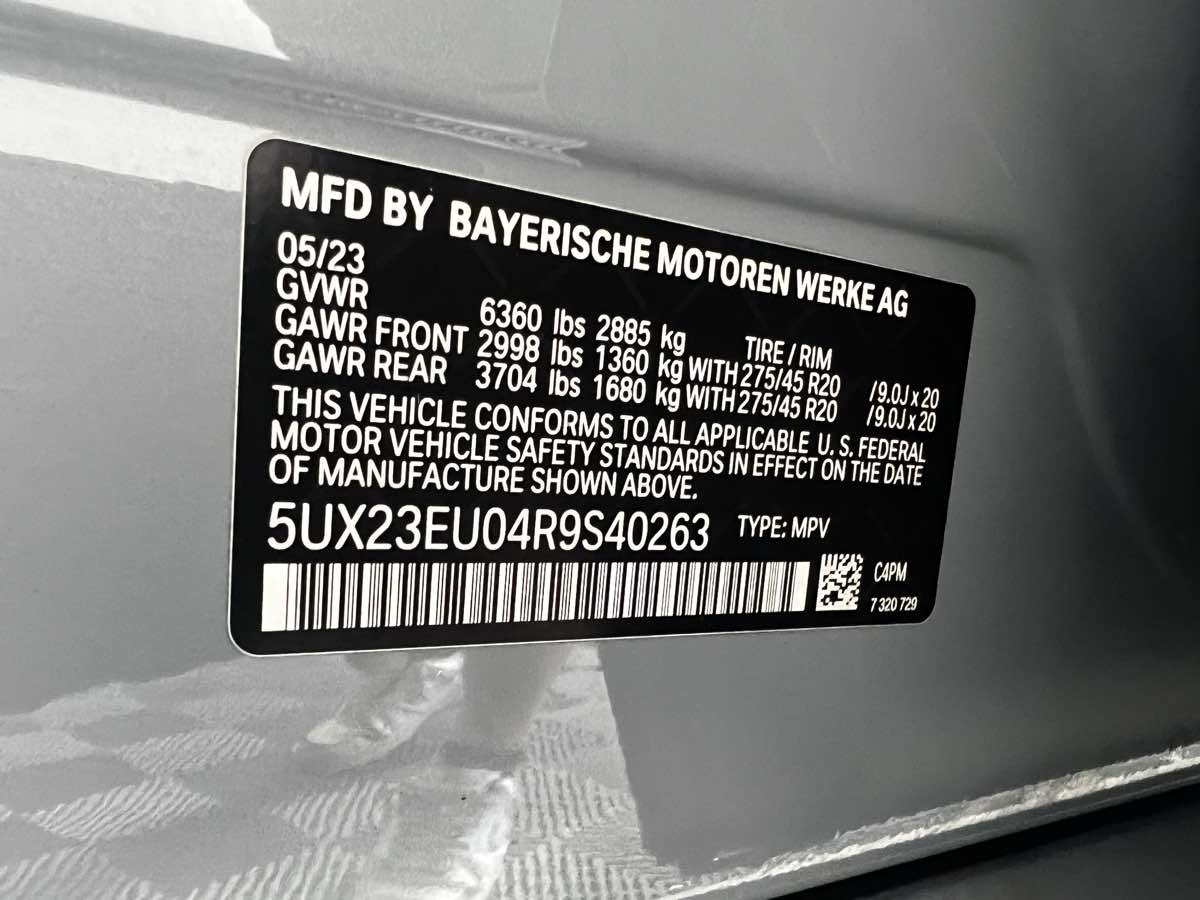 MFD BY BAYERISCHE MOTOREN WERKE AG
05/23
GVWR 6360 lbs 2885 kg TIRE / RIM
GAWR FRONT 2998 lbs 1360 kg WITH 275/45 R20 / 9.0J x 20
GAWR REAR 3704 lbs 1680 kg WITH 275/45 R20 / 9.0J x 20
THIS VEHICLE CONFORMS TO ALL APPLICABLE U. S. FEDERAL
MOTOR VEHICLE SAFETY STANDARDS IN EFFECT ON THE DATE
OF MANUFACTURE SHOWN ABOVE.
5UX23EU04R9S40263 TYPE: MPV
C4PM
7 320 729